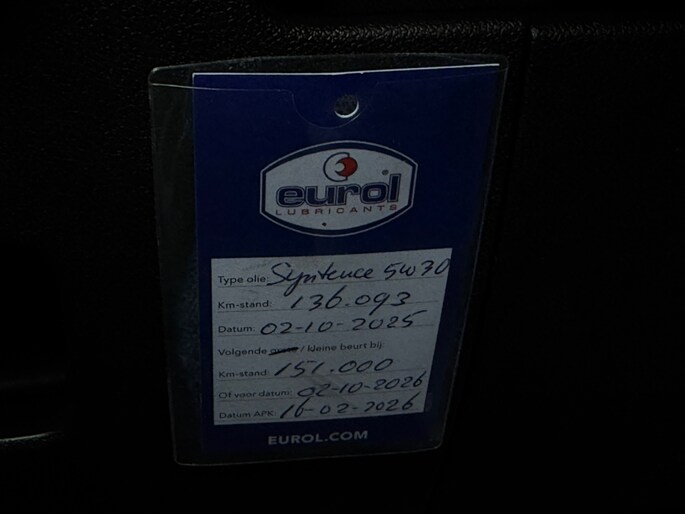 eurol®
LUBRICANTS
Type olie: Syntence 5W30
Km-stand: 136.093
Datum: 02-10-2025
Volgende grote / kleine beurt bij
Km-stand: 151.000
Of voor datum: 02-10-2026
Datum APK: 16-02-2026
EUROL.COM